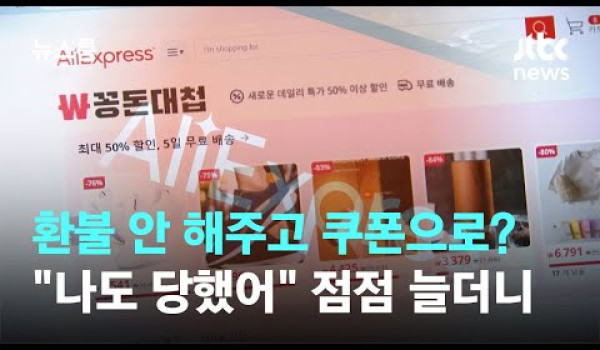 뉴스룸
AliExpress
I'm shopping for
jtbc
news
₩꽁돈대첩
새로운 데일리 특가 50% 이상 할인
무료 배송
최대 50% 할인, 5일 무료 배송 →
AliExpress
-76%
-75%
-83%
-84%
-80%
환불 안 해주고 쿠폰으로?
3,379
6,791
"나도 당했어" 점점 늘더니